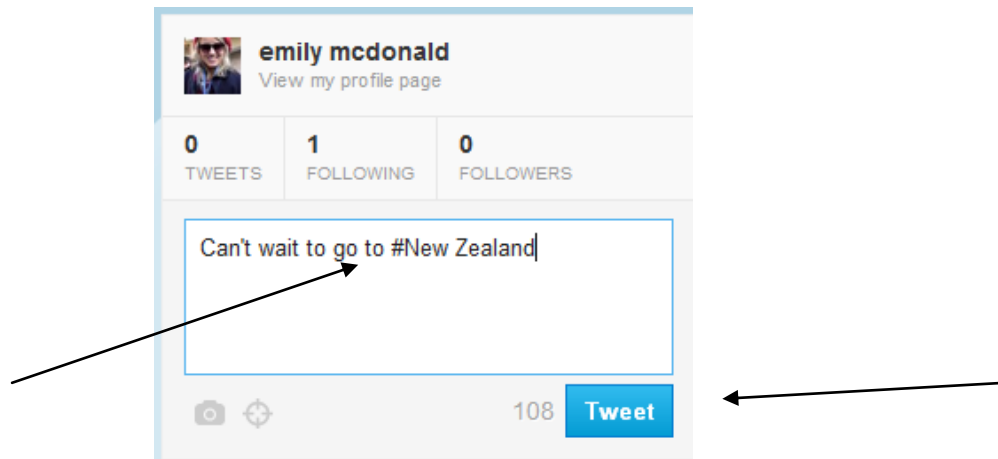 emily mcdonald
View my profile page
0 1 0
TWEETS FOLLOWING FOLLOWERS
Can't wait to go to #New Zealand
108 Tweet